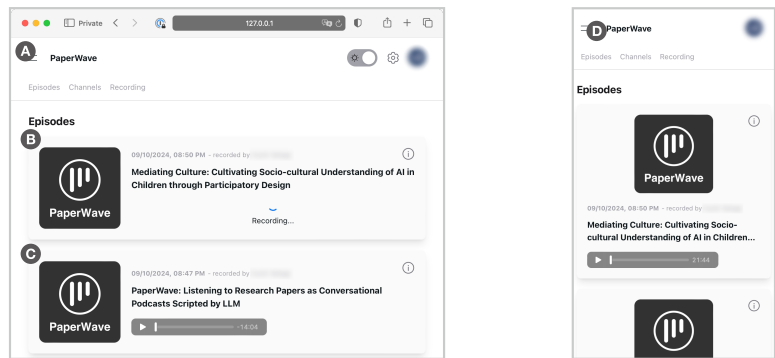 Private
127.0.0.1
A
PaperWave
Episodes Channels Recording
Episodes
B
PaperWave
09/10/2024, 08:50 PM - recorded by
Mediating Culture: Cultivating Socio-cultural Understanding of AI in
Children through Participatory Design
Recording...
C
PaperWave
09/10/2024, 08:47 PM - recorded by
PaperWave: Listening to Research Papers as Conversational
Podcasts Scripted by LLM
-14:04
D
PaperWave
Episodes Channels Recording
Episodes
PaperWave
09/10/2024, 08:50 PM - recorded by
Mediating Culture: Cultivating Socio-
cultural Understanding of AI in Children...
21:44